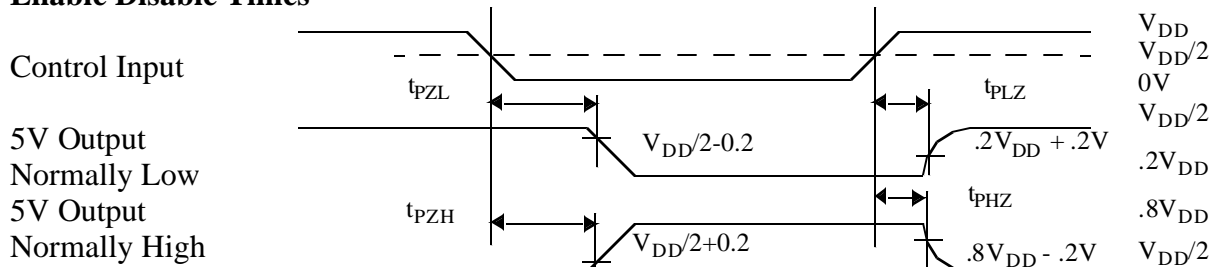 Enable Disable Times
Control Input
V_DD
V_DD/2
0V
t_PZL
t_PLZ
V_DD/2
5V Output
Normally Low
V_DD/2-0.2
.2V_DD + .2V
.2V_DD
5V Output
Normally High
t_PZH
t_PHZ
.8V_DD
V_DD/2+0.2
.8V_DD - .2V
V_DD/2